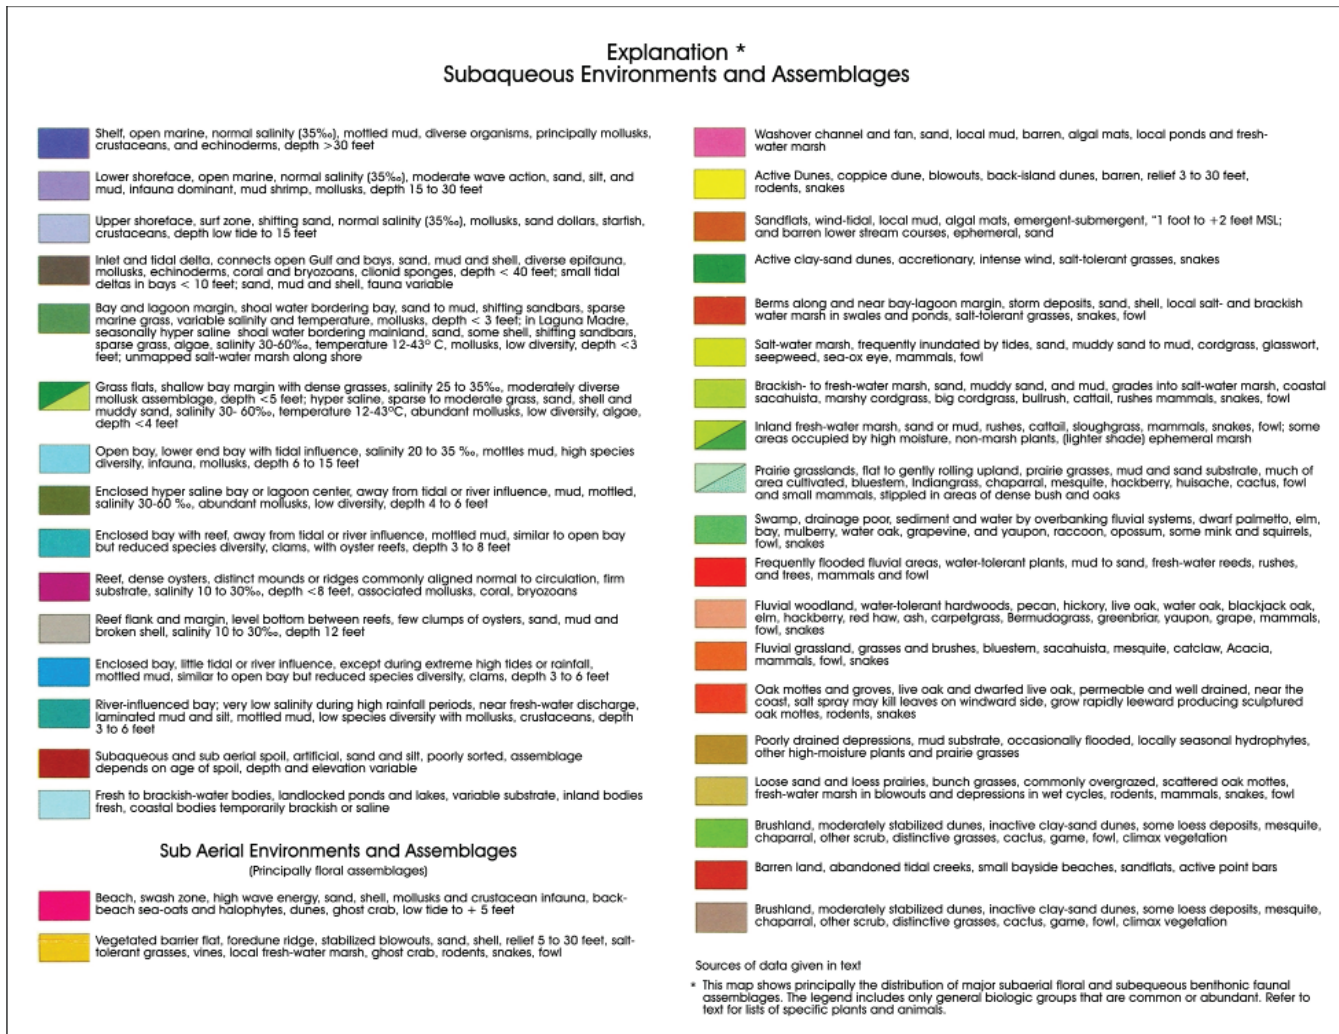 Explanation *
Subaqueous Environments and Assemblages
Shelf, open marine, normal salinity (35‰), mottled mud, diverse organisms, principally mollusks,
crustaceans, and echinoderms, depth >30 feet
Lower shoreface, open marine, normal salinity (35‰), moderate wave action, sand, silt, and
mud, infauna dominant, mud shrimp, mollusks, depth 15 to 30 feet
Upper shoreface, surf zone, shifting sand, normal salinity (35‰), mollusks, sand dollars, starfish,
crustaceans, depth low tide to 15 feet
Inlet and tidal delta, connects open Gulf and bays, sand, mud and shell, diverse epifauna,
mollusks, echinoderms, coral and bryozoans, clionid sponges, depth < 40 feet; small tidal
deltas in bays < 10 feet; sand, mud and shell, fauna variable
Bay and lagoon margin, shoal water bordering bay, sand to mud, shifting sandbars, sparse
marine grass, variable salinity and temperature, mollusks, depth < 3 feet; in Laguna Madre,
seasonally hyper saline shoal water bordering mainland, sand, some shell, shifting sandbars,
sparse grass, algae, salinity 30-60‰, temperature 12-43° C, mollusks, low diversity, depth <3
feet; unmapped salt-water marsh along shore
Grass flats, shallow bay margin with dense grasses, salinity 25 to 35‰, moderately diverse
mollusk assemblage, depth <5 feet; hyper saline, sparse to moderate grass, sand, shell and
muddy sand, salinity 30- 60‰, temperature 12-43ºC, abundant mollusks, low diversity, algae,
depth <4 feet
Open bay, lower end bay with tidal influence, salinity 20 to 35 ‰, mottles mud, high species
diversity, infauna, mollusks, depth 6 to 15 feet
Enclosed hyper saline bay or lagoon center, away from tidal or river influence, mud, mottled,
salinity 30-60 ‰, abundant mollusks, low diversity, depth 4 to 6 feet
Enclosed bay with reef, away from tidal or river influence, mottled mud, similar to open bay
but reduced species diversity, clams, with oyster reefs, depth 3 to 8 feet
Reef, dense oysters, distinct mounds or ridges commonly aligned normal to circulation, firm
substrate, salinity 10 to 30‰, depth <8 feet, associated mollusks, coral, bryozoans
Reef flank and margin, level bottom between reefs, few clumps of oysters, sand, mud and
broken shell, salinity 10 to 30‰, depth 12 feet
Enclosed bay, little tidal or river influence, except during extreme high tides or rainfall,
mottled mud, similar to open bay but reduced species diversity, clams, depth 3 to 6 feet
River-influenced bay; very low salinity during high rainfall periods, near fresh-water discharge,
laminated mud and silt, mottled mud, low species diversity with mollusks, crustaceans, depth
3 to 6 feet
Subaqueous and sub aerial spoil, artificial, sand and silt, poorly sorted, assemblage
depends on age of spoil, depth and elevation variable
Fresh to brackish-water bodies, landlocked ponds and lakes, variable substrate, inland bodies
fresh, coastal bodies temporarily brackish or saline
Sub Aerial Environments and Assemblages
(Principally floral assemblages)
Beach, swash zone, high wave energy, sand, shell, mollusks and crustacean infauna, back-
beach sea-oats and halophytes, dunes, ghost crab, low tide to + 5 feet
Vegetated barrier flat, foredune ridge, stabilized blowouts, sand, shell, relief 5 to 30 feet, salt-
tolerant grasses, vines, local fresh-water marsh, ghost crab, rodents, snakes, fowl
Washover channel and fan, sand, local mud, barren, algal mats, local ponds and fresh-
water marsh
Active Dunes, coppice dune, blowouts, back-island dunes, barren, relief 3 to 30 feet,
rodents, snakes
Sandflats, wind-tidal, local mud, algal mats, emergent-submergent, "1 foot to +2 feet MSL;
and barren lower stream courses, ephemeral, sand
Active clay-sand dunes, accretionary, intense wind, salt-tolerant grasses, snakes
Berms along and near bay-lagoon margin, storm deposits, sand, shell, local salt- and brackish
water marsh in swales and ponds, salt-tolerant grasses, snakes, fowl
Salt-water marsh, frequently inundated by tides, sand, muddy sand to mud, cordgrass, glasswort,
seepweed, sea-ox eye, mammals, fowl
Brackish- to fresh-water marsh, sand, muddy sand, and mud, grades into salt-water marsh, coastal
sacahuista, marshy cordgrass, big cordgrass, bullrush, cattail, rushes mammals, snakes, fowl
Inland fresh-water marsh, sand or mud, rushes, cattail, sloughgrass, mammals, snakes, fowl; some
areas occupied by high moisture, non-marsh plants, (lighter shade) ephemeral marsh
Prairie grasslands, flat to gently rolling upland, prairie grasses, mud and sand substrate, much of
area cultivated, bluestem, Indiangrass, chaparral, mesquite, hackberry, huisache, cactus, fowl
and small mammals, stippled in areas of dense bush and oaks
Swamp, drainage poor, sediment and water by overbanking fluvial systems, dwarf palmetto, elm,
bay, mulberry, water oak, grapevine, and yaupon, raccoon, opossum, some mink and squirrels,
fowl, snakes
Frequently flooded fluvial areas, water-tolerant plants, mud to sand, fresh-water reeds, rushes,
and trees, mammals and fowl
Fluvial woodland, water-tolerant hardwoods, pecan, hickory, live oak, water oak, blackjack oak,
elm, hackberry, red haw, ash, carpetgrass, Bermudagrass, greenbriar, yaupon, grape, mammals,
fowl, snakes
Fluvial grassland, grasses and brushes, bluestem, sacahuista, mesquite, catclaw, Acacia,
mammals, fowl, snakes
Oak mottes and groves, live oak and dwarfed live oak, permeable and well drained, near the
coast, salt spray may kill leaves on windward side, grow rapidly leeward producing sculptured
oak mottes, rodents, snakes
Poorly drained depressions, mud substrate, occasionally flooded, locally seasonal hydrophytes,
other high-moisture plants and prairie grasses
Loose sand and loess prairies, bunch grasses, commonly overgrazed, scattered oak mottes,
fresh-water marsh in blowouts and depressions in wet cycles, rodents, mammals, snakes, fowl
Brushland, moderately stabilized dunes, inactive clay-sand dunes, some loess deposits, mesquite,
chaparral, other scrub, distinctive grasses, cactus, game, fowl, climax vegetation
Barren land, abandoned tidal creeks, small bayside beaches, sandflats, active point bars
Brushland, moderately stabilized dunes, inactive clay-sand dunes, some loess deposits, mesquite,
chaparral, other scrub, distinctive grasses, cactus, game, fowl, climax vegetation
Sources of data given in text
* This map shows principally the distribution of major subaerial floral and subequeous benthonic faunal
assemblages. The legend includes only general biologic groups that are common or abundant. Refer to
text for lists of specific plants and animals.